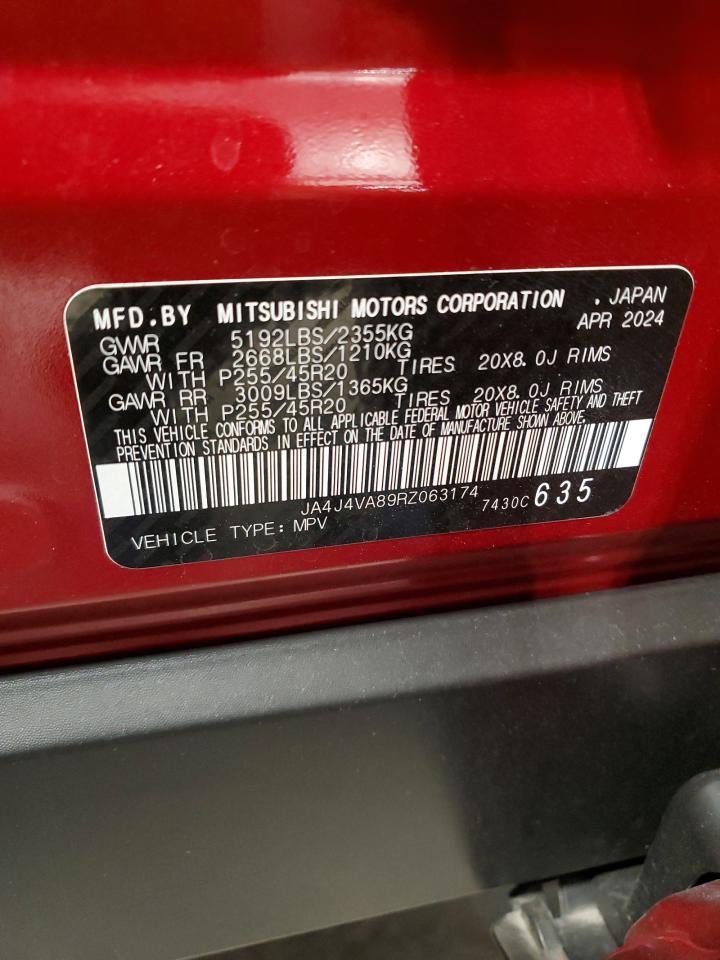 MFD.BY MITSUBISHI MOTORS CORPORATION , JAPAN
APR 2024
GVWR 5192LBS/2355KG
GAWR FR 2668LBS/1210KG
WITH P255/45R20 TIRES 20X8.0J RIMS
GAWR RR 3009LBS/1365KG
WITH P255/45R20 TIRES 20X8.0J RIMS
THIS VEHICLE CONFORMS TO ALL APPLICABLE FEDERAL MOTOR VEHICLE SAFETY AND THEFT
PREVENTION STANDARDS IN EFFECT ON THE DATE OF MANUFACTURE SHOWN ABOVE.
JA4J4VA89RZ063174 7430C 635
VEHICLE TYPE:MPV